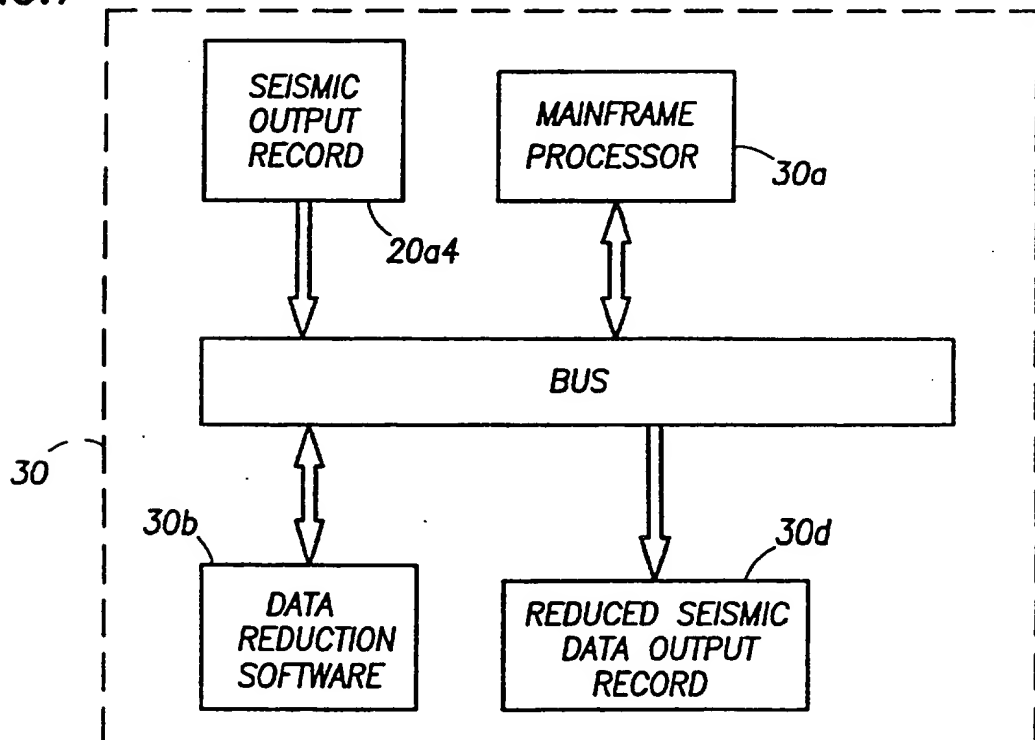 SEISMIC
OUTPUT
RECORD
20a4
MAINFRAME
PROCESSOR
30a
BUS
30
30b
DATA
REDUCTION
SOFTWARE
30d
REDUCED SEISMIC
DATA OUTPUT
RECORD